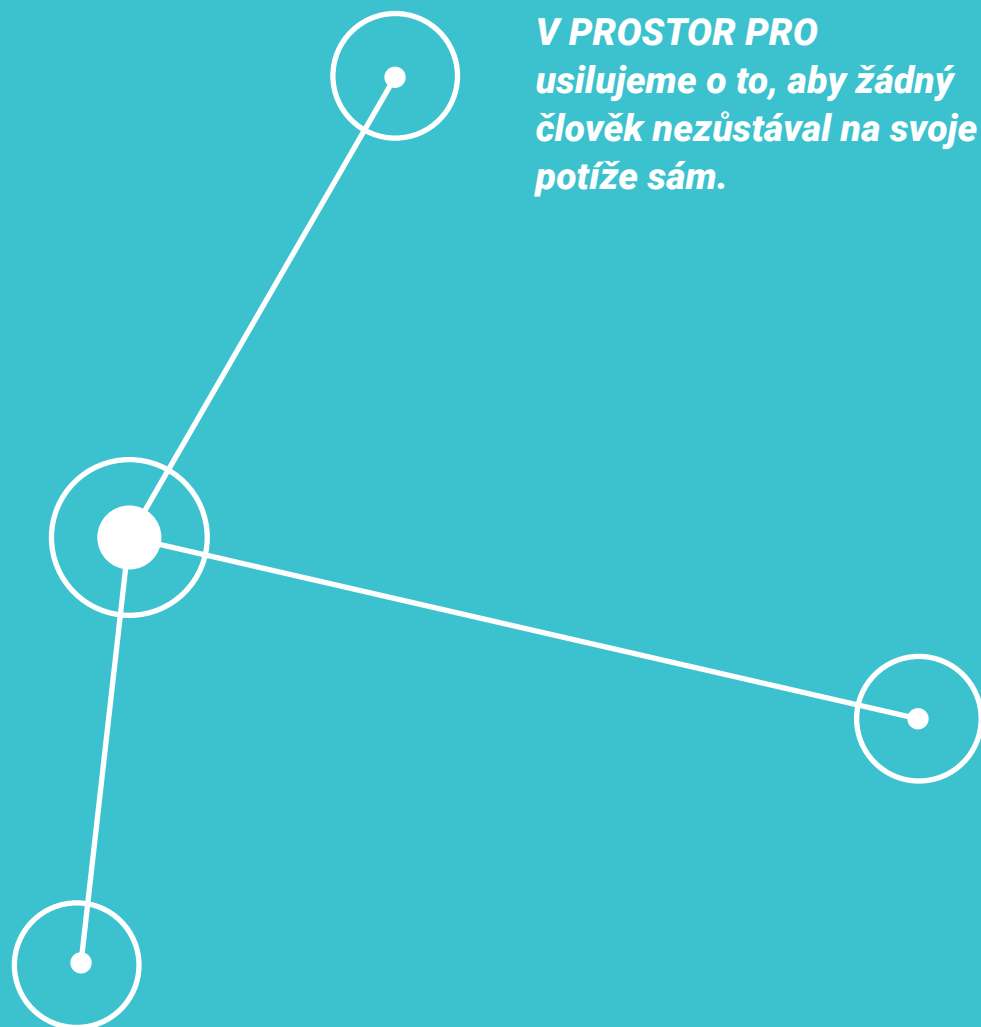 V PROSTOR PRO
usilujeme o to, aby žádný
člověk nezůstával na svoje
potíže sám.